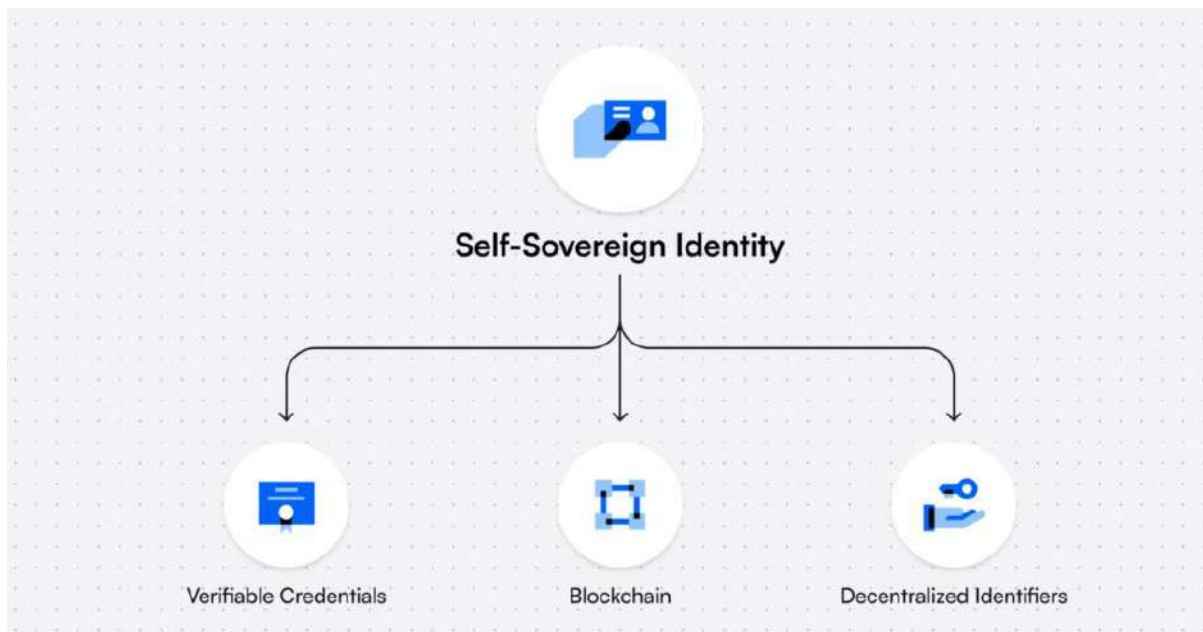 Self-Sovereign Identity
Verifiable Credentials
Blockchain
Decentralized Identifiers